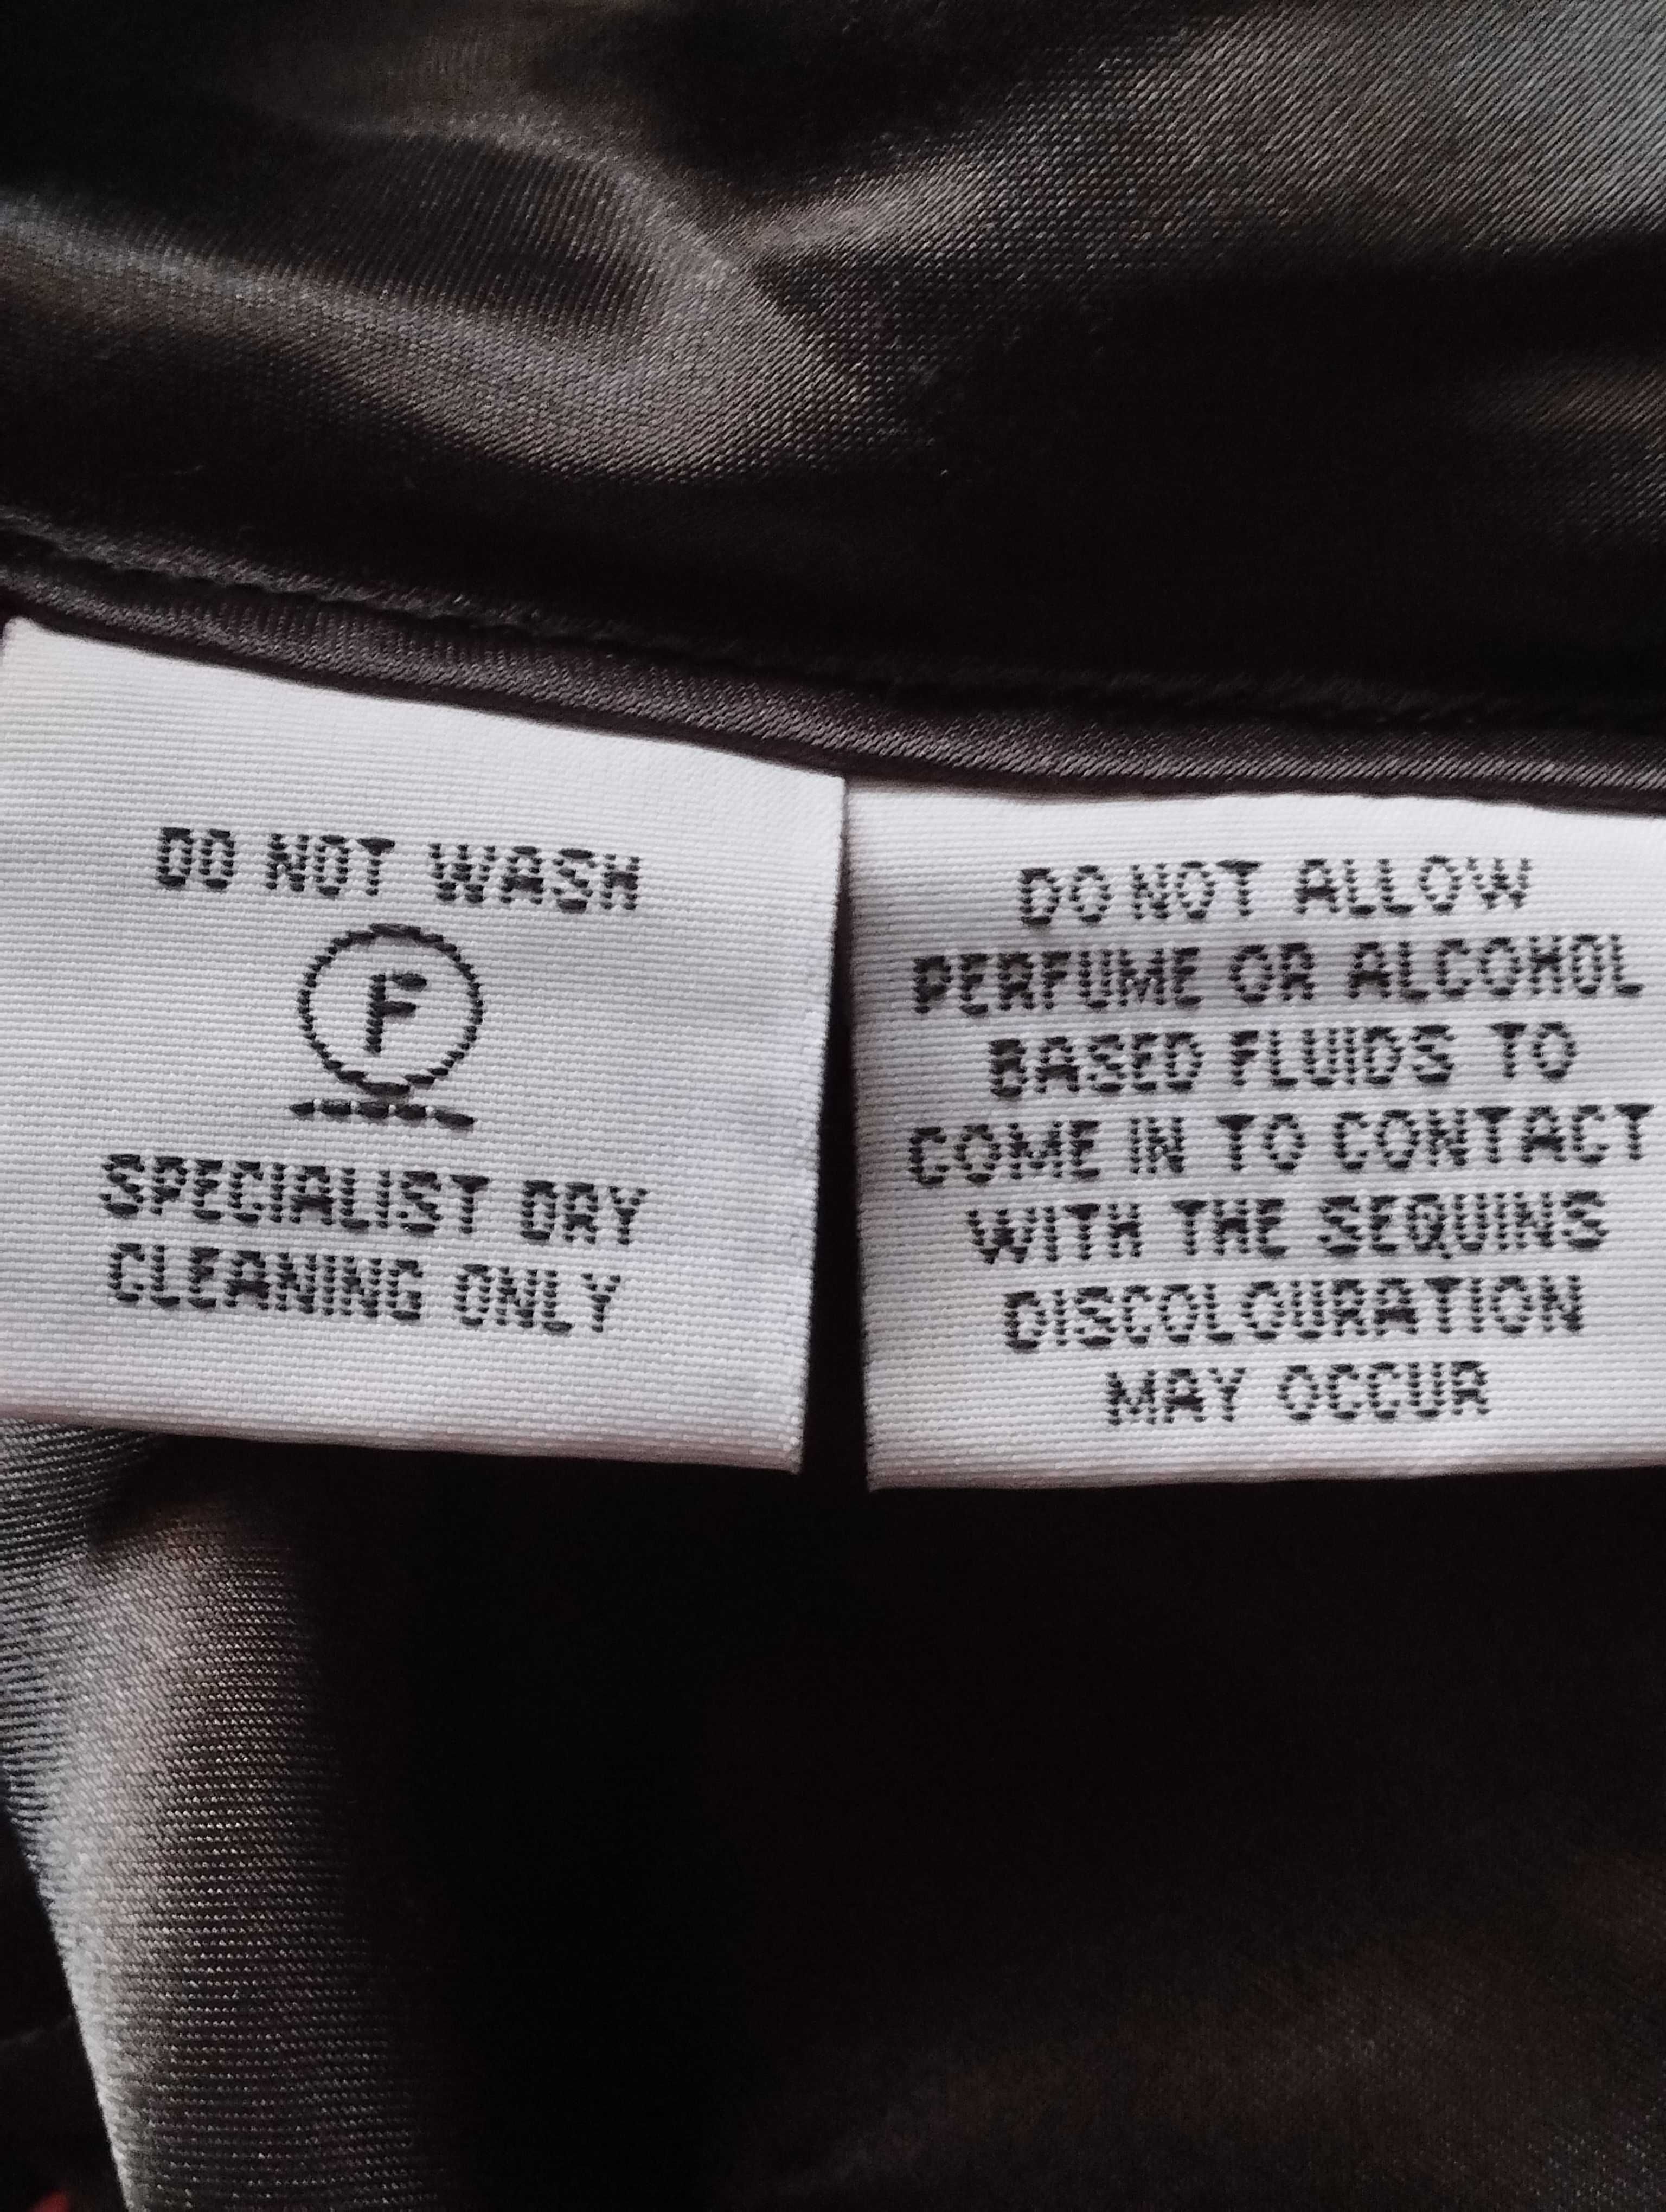 DO NOT WASH
F
SPECIALIST DRY
CLEANING ONLY
DO NOT ALLOW
PERFUME OR ALCOHOL
BASED FLUIDS TO
COME IN TO CONTACT
WITH THE SEQUINS
DISCOLOURATION
MAY OCCUR